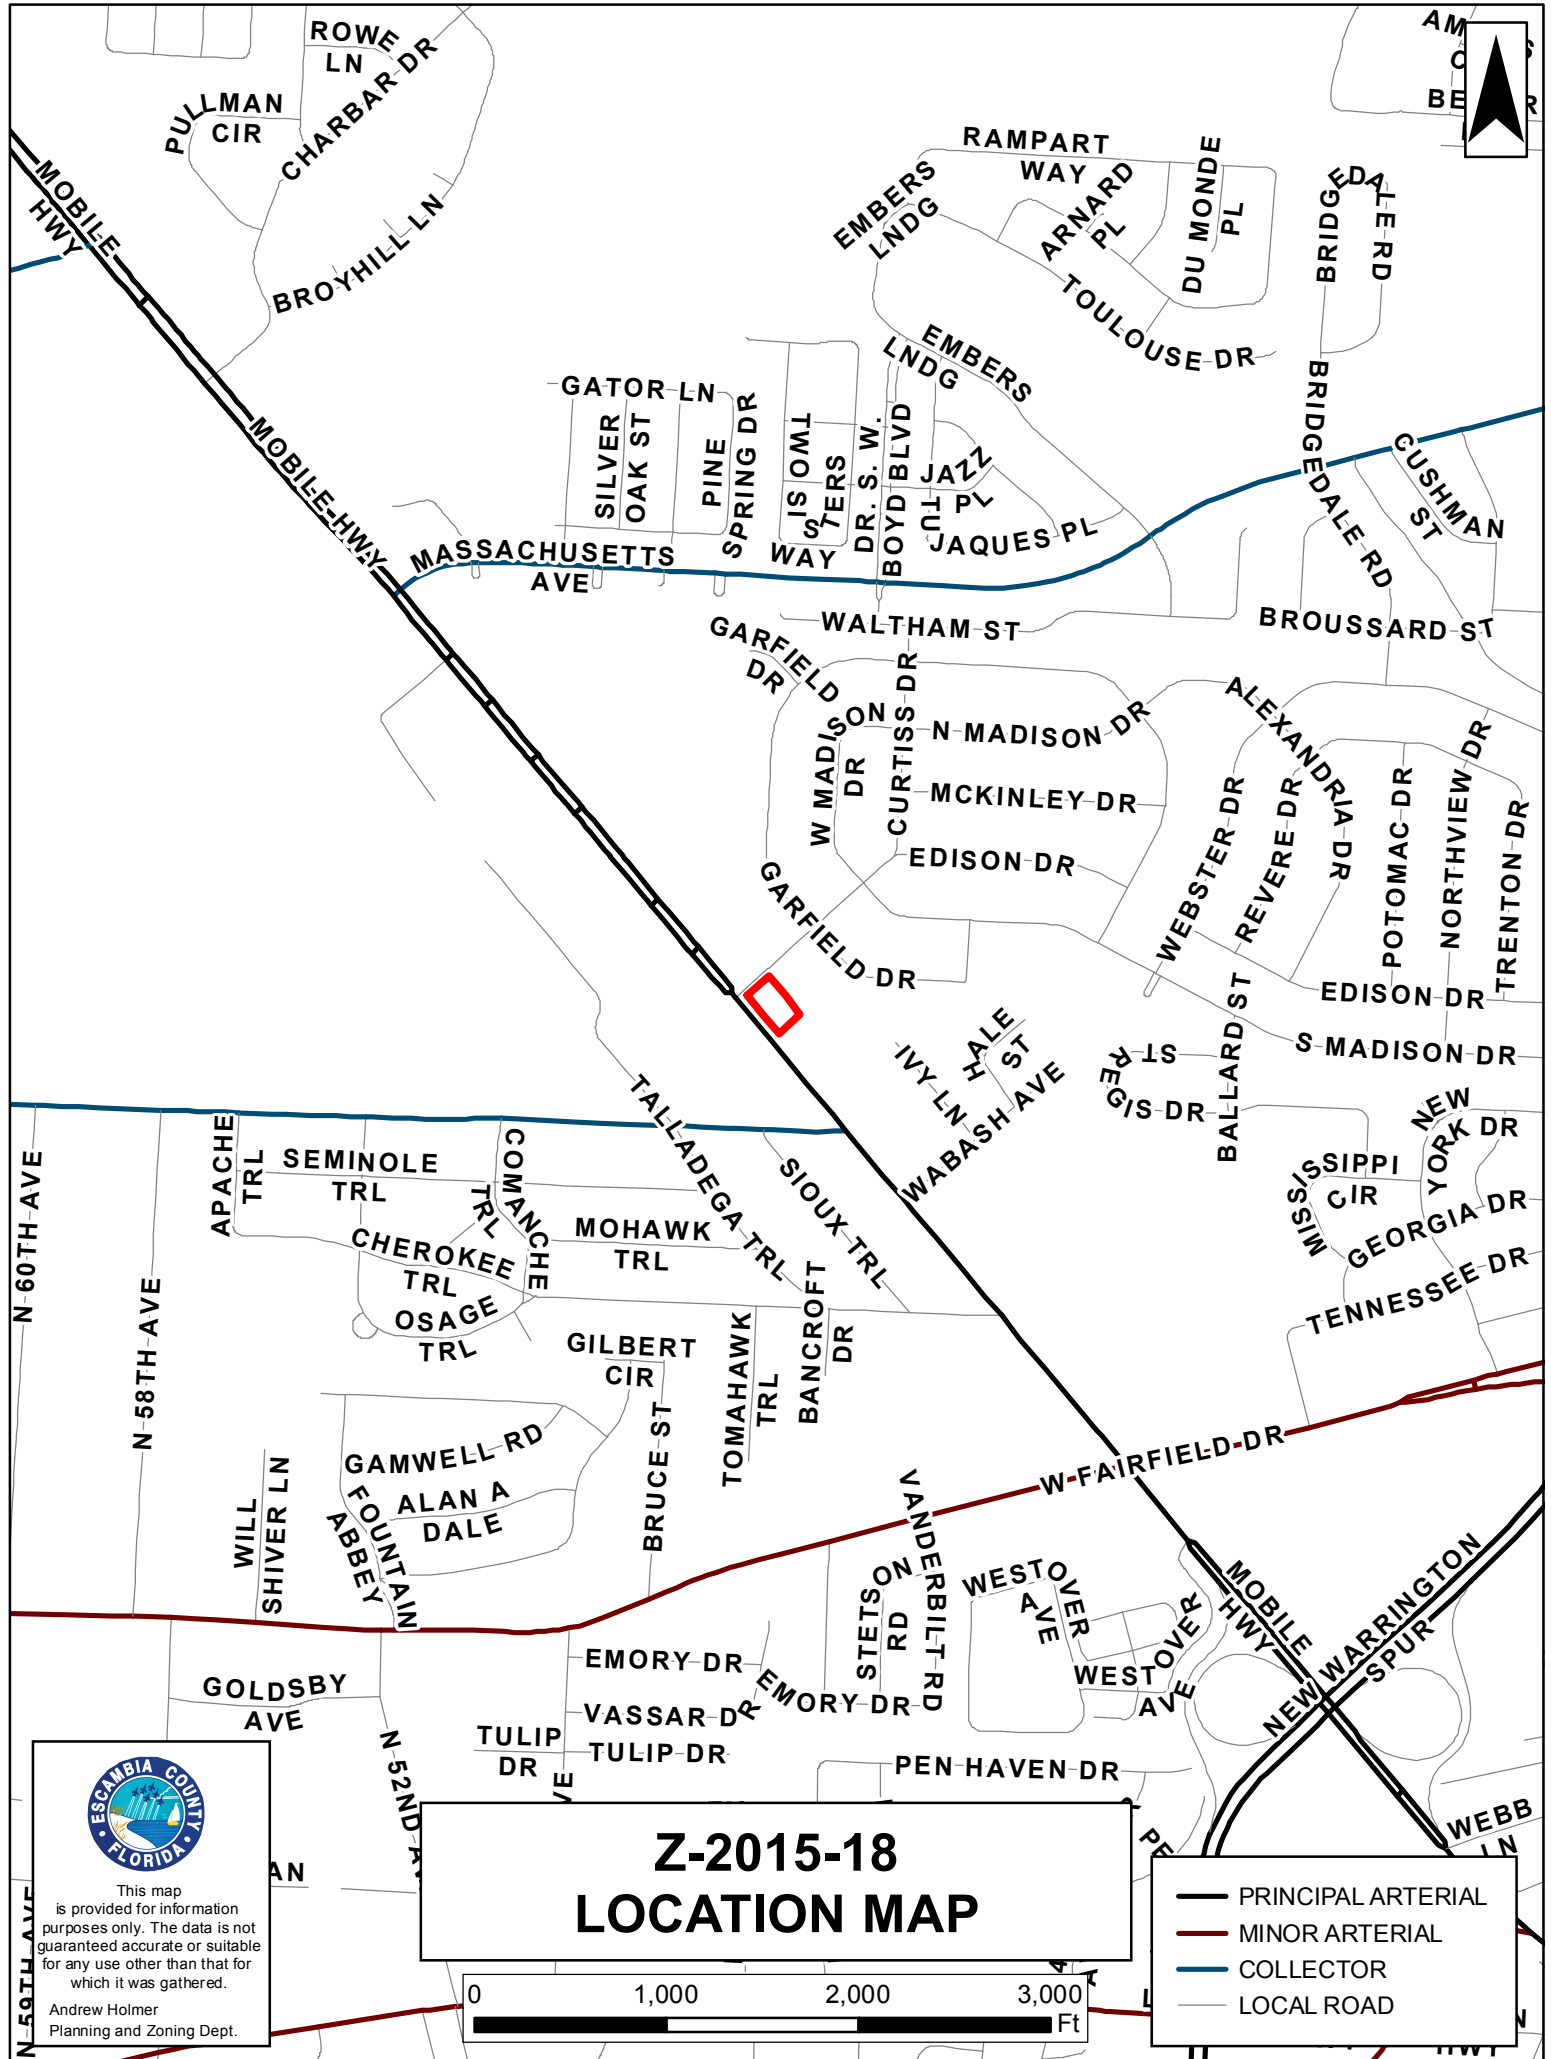 ROWE
LN
CHARBAR DR
PULLMAN
CIR
BROYHILL LN
MOBILE
HWY
RAMPART
WAY
EMBERS
LNDG
ARNARD
PL
DU MONDE
PL
TOULOUSE DR
BRIDGEDALE RD
EMBERS
LNDG
BRIDGEDALE RD
CUSHMAN
ST
GATOR LN
SILVER
OAK ST
PINE
SPRING DR
TWO SISTERS
WAY
DR. S. W.
BOYD BLVD
JAZZ
PL
TU
JAQUES PL
MOBILE HWY
MASSACHUSETTS
AVE
WALTHAM ST
BROUSSARD ST
GARFIELD
DR
W MADISON
DR
CURTISS DR
N MADISON DR
MCKINLEY DR
EDISON DR
ALEXANDRIA DR
WEBSTER DR
REVERE DR
POTOMAC DR
NORTHVIEW DR
TRENTON DR
GARFIELD DR
EDISON DR
S MADISON DR
BALLARD ST
HALE
ST
IVY LN
WABASH AVE
ST REGIS DR
NEW
YORK DR
MISSISSIPPI
CIR
GEORGIA DR
TENNESSEE DR
TALLADEGA TRL
SIOUX TRL
APACHE
TRL
SEMINOLE
TRL
COMANCHE
TRL
MOHAWK
TRL
CHEROKEE
TRL
OSAGE
TRL
N 60TH AVE
N 58TH AVE
GILBERT
CIR
BRUCE ST
TOMAHAWK
TRL
BANCROFT
DR
GAMWELL RD
ALAN A
DALE
FOUNTAIN
ABBEY
WILL
SHIVER LN
W FAIRFIELD DR
VANDERBILT RD
STETSON
RD
WESTOVER
AVE
WESTOVER
AVE
MOBILE
HWY
NEW WARRINGTON
SPUR
EMORY DR
EMORY DR
VASSAR DR
TULIP
DR
TULIP DR
PEN HAVEN DR
GOLDSBY
AVE
N 52ND AV
VE
AN
PE
WEBB
LN
N 59TH AVE
HWY
ESCAMBIA COUNTY
FLORIDA
This map
is provided for information
purposes only. The data is not
guaranteed accurate or suitable
for any use other than that for
which it was gathered.
Andrew Holmer
Planning and Zoning Dept.
Z-2015-18
LOCATION MAP
0 1,000 2,000 3,000
Ft
PRINCIPAL ARTERIAL
MINOR ARTERIAL
COLLECTOR
LOCAL ROAD